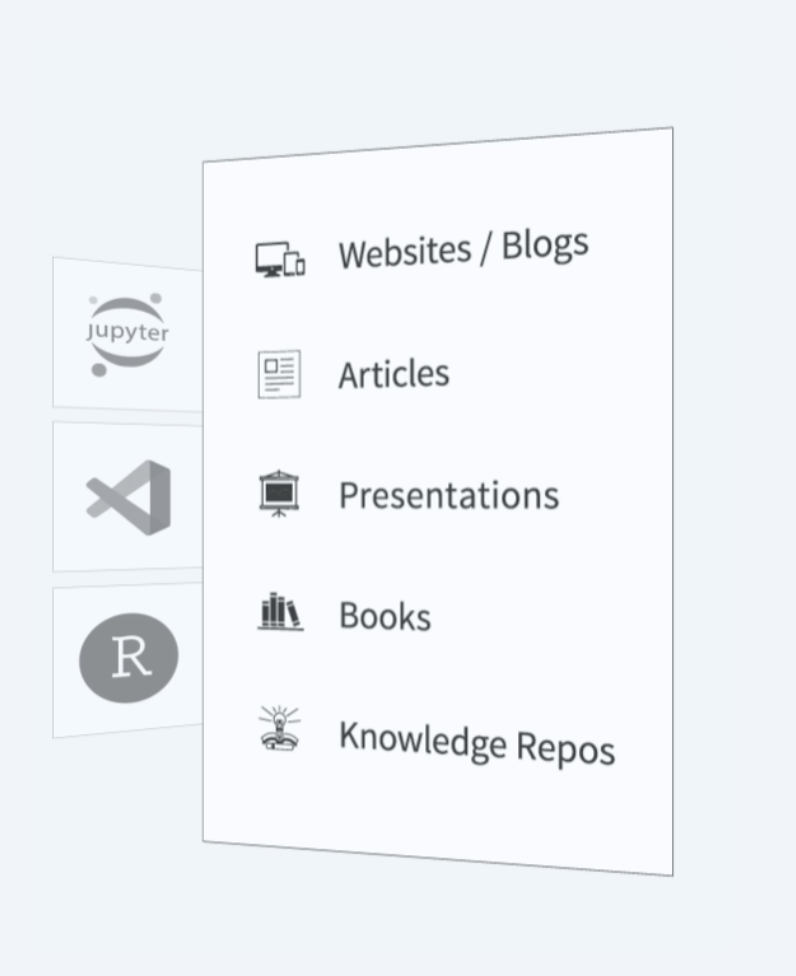 Websites / Blogs
Articles
Presentations
Books
Knowledge Repos
Jupyter
R